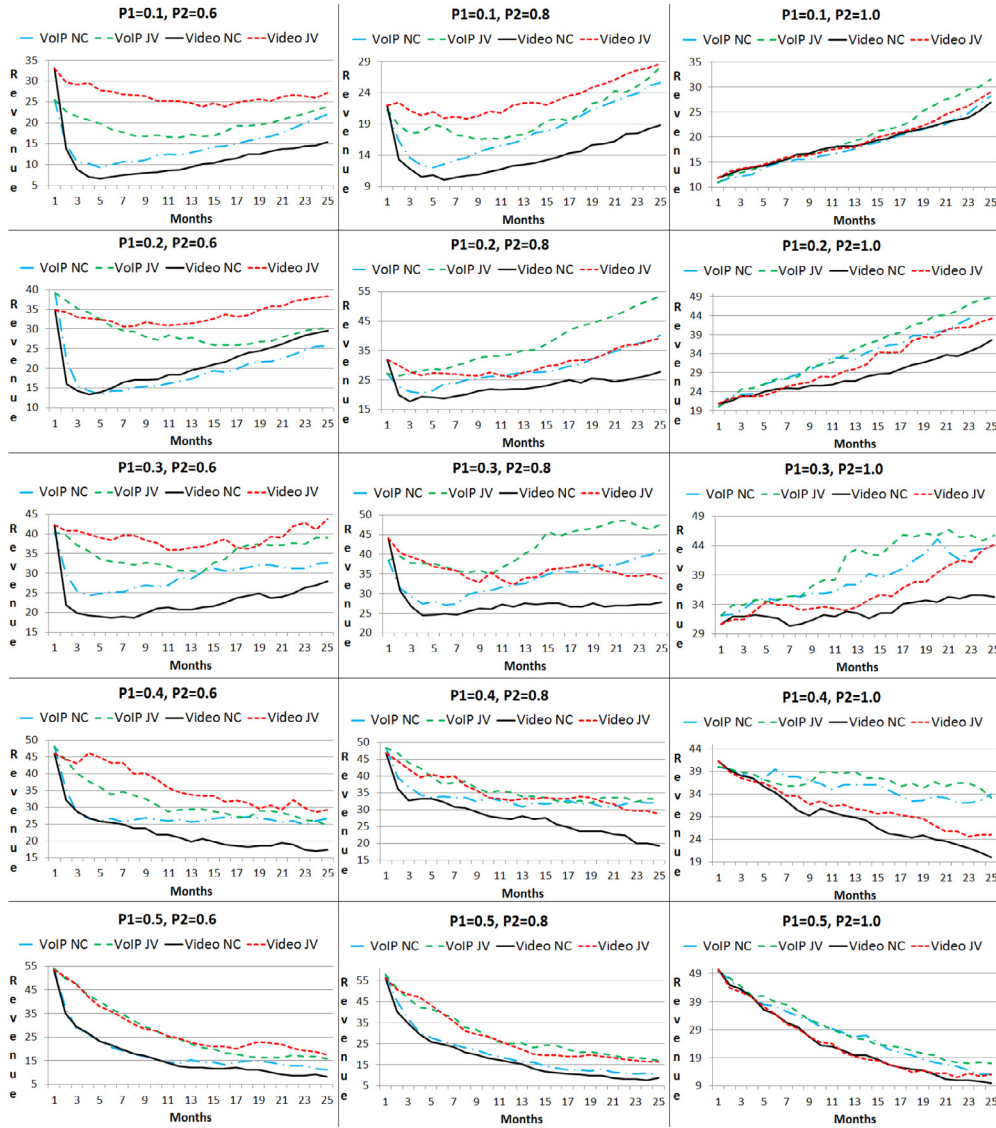 P1=0.1, P2=0.6
VoIP NC VoIP JV Video NC Video JV
Revenue
35
30
25
20
15
10
5
1 3 5 7 9 11 13 15 17 19 21 23 25
Months
P1=0.1, P2=0.8
VoIP NC VoIP JV Video NC Video JV
Revenue
29
24
19
14
9
1 3 5 7 9 11 13 15 17 19 21 23 25
Months
P1=0.1, P2=1.0
VoIP NC VoIP JV Video NC Video JV
Revenue
35
30
25
20
15
10
1 3 5 7 9 11 13 15 17 19 21 23 25
Months
P1=0.2, P2=0.6
VoIP NC VoIP JV Video NC Video JV
Revenue
40
35
30
25
20
15
10
1 3 5 7 9 11 13 15 17 19 21 23 25
Months
P1=0.2, P2=0.8
VoIP NC VoIP JV Video NC Video JV
Revenue
55
45
35
25
15
1 3 5 7 9 11 13 15 17 19 21 23 25
Months
P1=0.2, P2=1.0
VoIP NC VoIP JV Video NC Video JV
Revenue
49
44
39
34
29
24
19
1 3 5 7 9 11 13 15 17 19 21 23 25
Months
P1=0.3, P2=0.6
VoIP NC VoIP JV Video NC Video JV
Revenue
45
40
35
30
25
20
15
1 3 5 7 9 11 13 15 17 19 21 23 25
Months
P1=0.3, P2=0.8
VoIP NC VoIP JV Video NC Video JV
Revenue
50
45
40
35
30
25
20
1 3 5 7 9 11 13 15 17 19 21 23 25
Months
P1=0.3, P2=1.0
VoIP NC VoIP JV Video NC Video JV
Revenue
49
44
39
34
29
1 3 5 7 9 11 13 15 17 19 21 23 25
Months
P1=0.4, P2=0.6
VoIP NC VoIP JV Video NC Video JV
Revenue
50
45
40
35
30
25
20
15
1 3 5 7 9 11 13 15 17 19 21 23 25
Months
P1=0.4, P2=0.8
VoIP NC VoIP JV Video NC Video JV
Revenue
50
45
40
35
30
25
20
15
1 3 5 7 9 11 13 15 17 19 21 23 25
Months
P1=0.4, P2=1.0
VoIP NC VoIP JV Video NC Video JV
Revenue
44
39
34
29
24
19
1 3 5 7 9 11 13 15 17 19 21 23 25
Months
P1=0.5, P2=0.6
VoIP NC VoIP JV Video NC Video JV
Revenue
55
45
35
25
15
5
1 3 5 7 9 11 13 15 17 19 21 23 25
Months
P1=0.5, P2=0.8
VoIP NC VoIP JV Video NC Video JV
Revenue
55
45
35
25
15
5
1 3 5 7 9 11 13 15 17 19 21 23 25
Months
P1=0.5, P2=1.0
VoIP NC VoIP JV Video NC Video JV
Revenue
49
39
29
19
9
1 3 5 7 9 11 13 15 17 19 21 23 25
Months